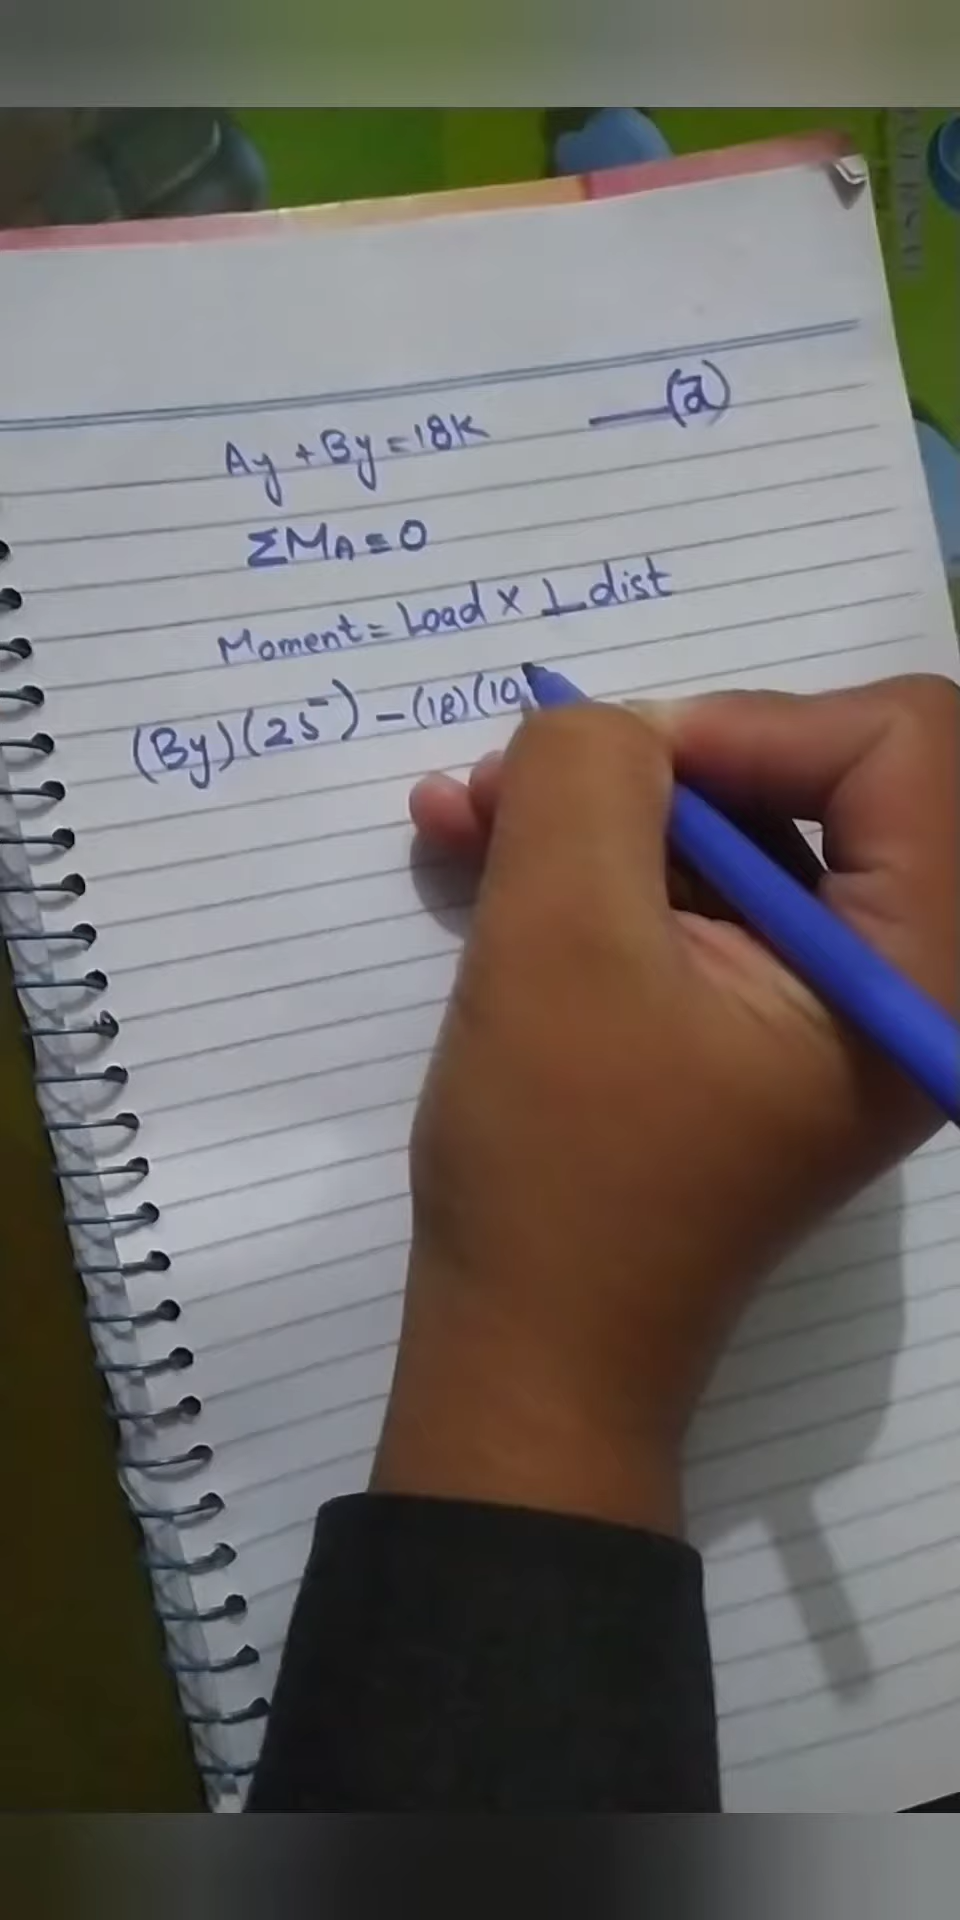 Ay + By = 18K —(a)
ΣMA = 0
Moment = Load × ⊥ dist
(By)(25) - (18)(10